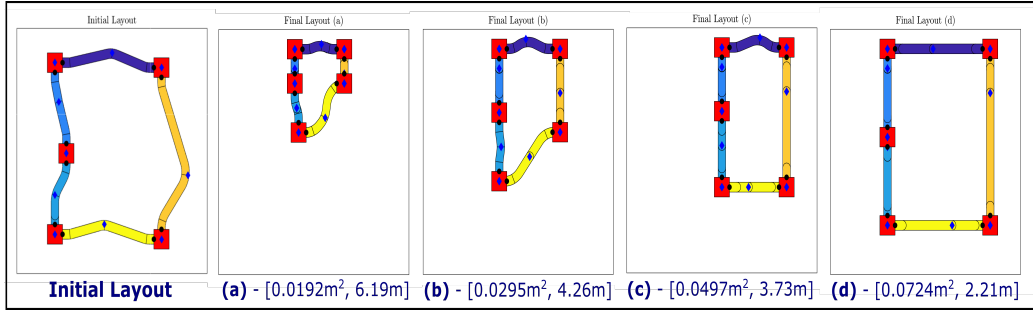 Initial Layout
Final Layout (a)
Final Layout (b)
Final Layout (c)
Final Layout (d)
Initial Layout
(a) - [0.0192m², 6.19m]
(b) - [0.0295m², 4.26m]
(c) - [0.0497m², 3.73m]
(d) - [0.0724m², 2.21m]